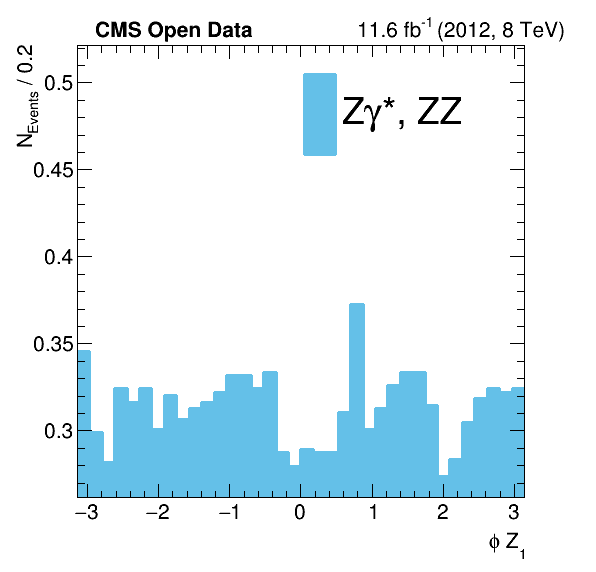 CMS Open Data
11.6 fb⁻¹ (2012, 8 TeV)
N_Events / 0.2
Zγ*, ZZ
0.5
0.45
0.4
0.35
0.3
−3 −2 −1 0 1 2 3
ϕ Z₁